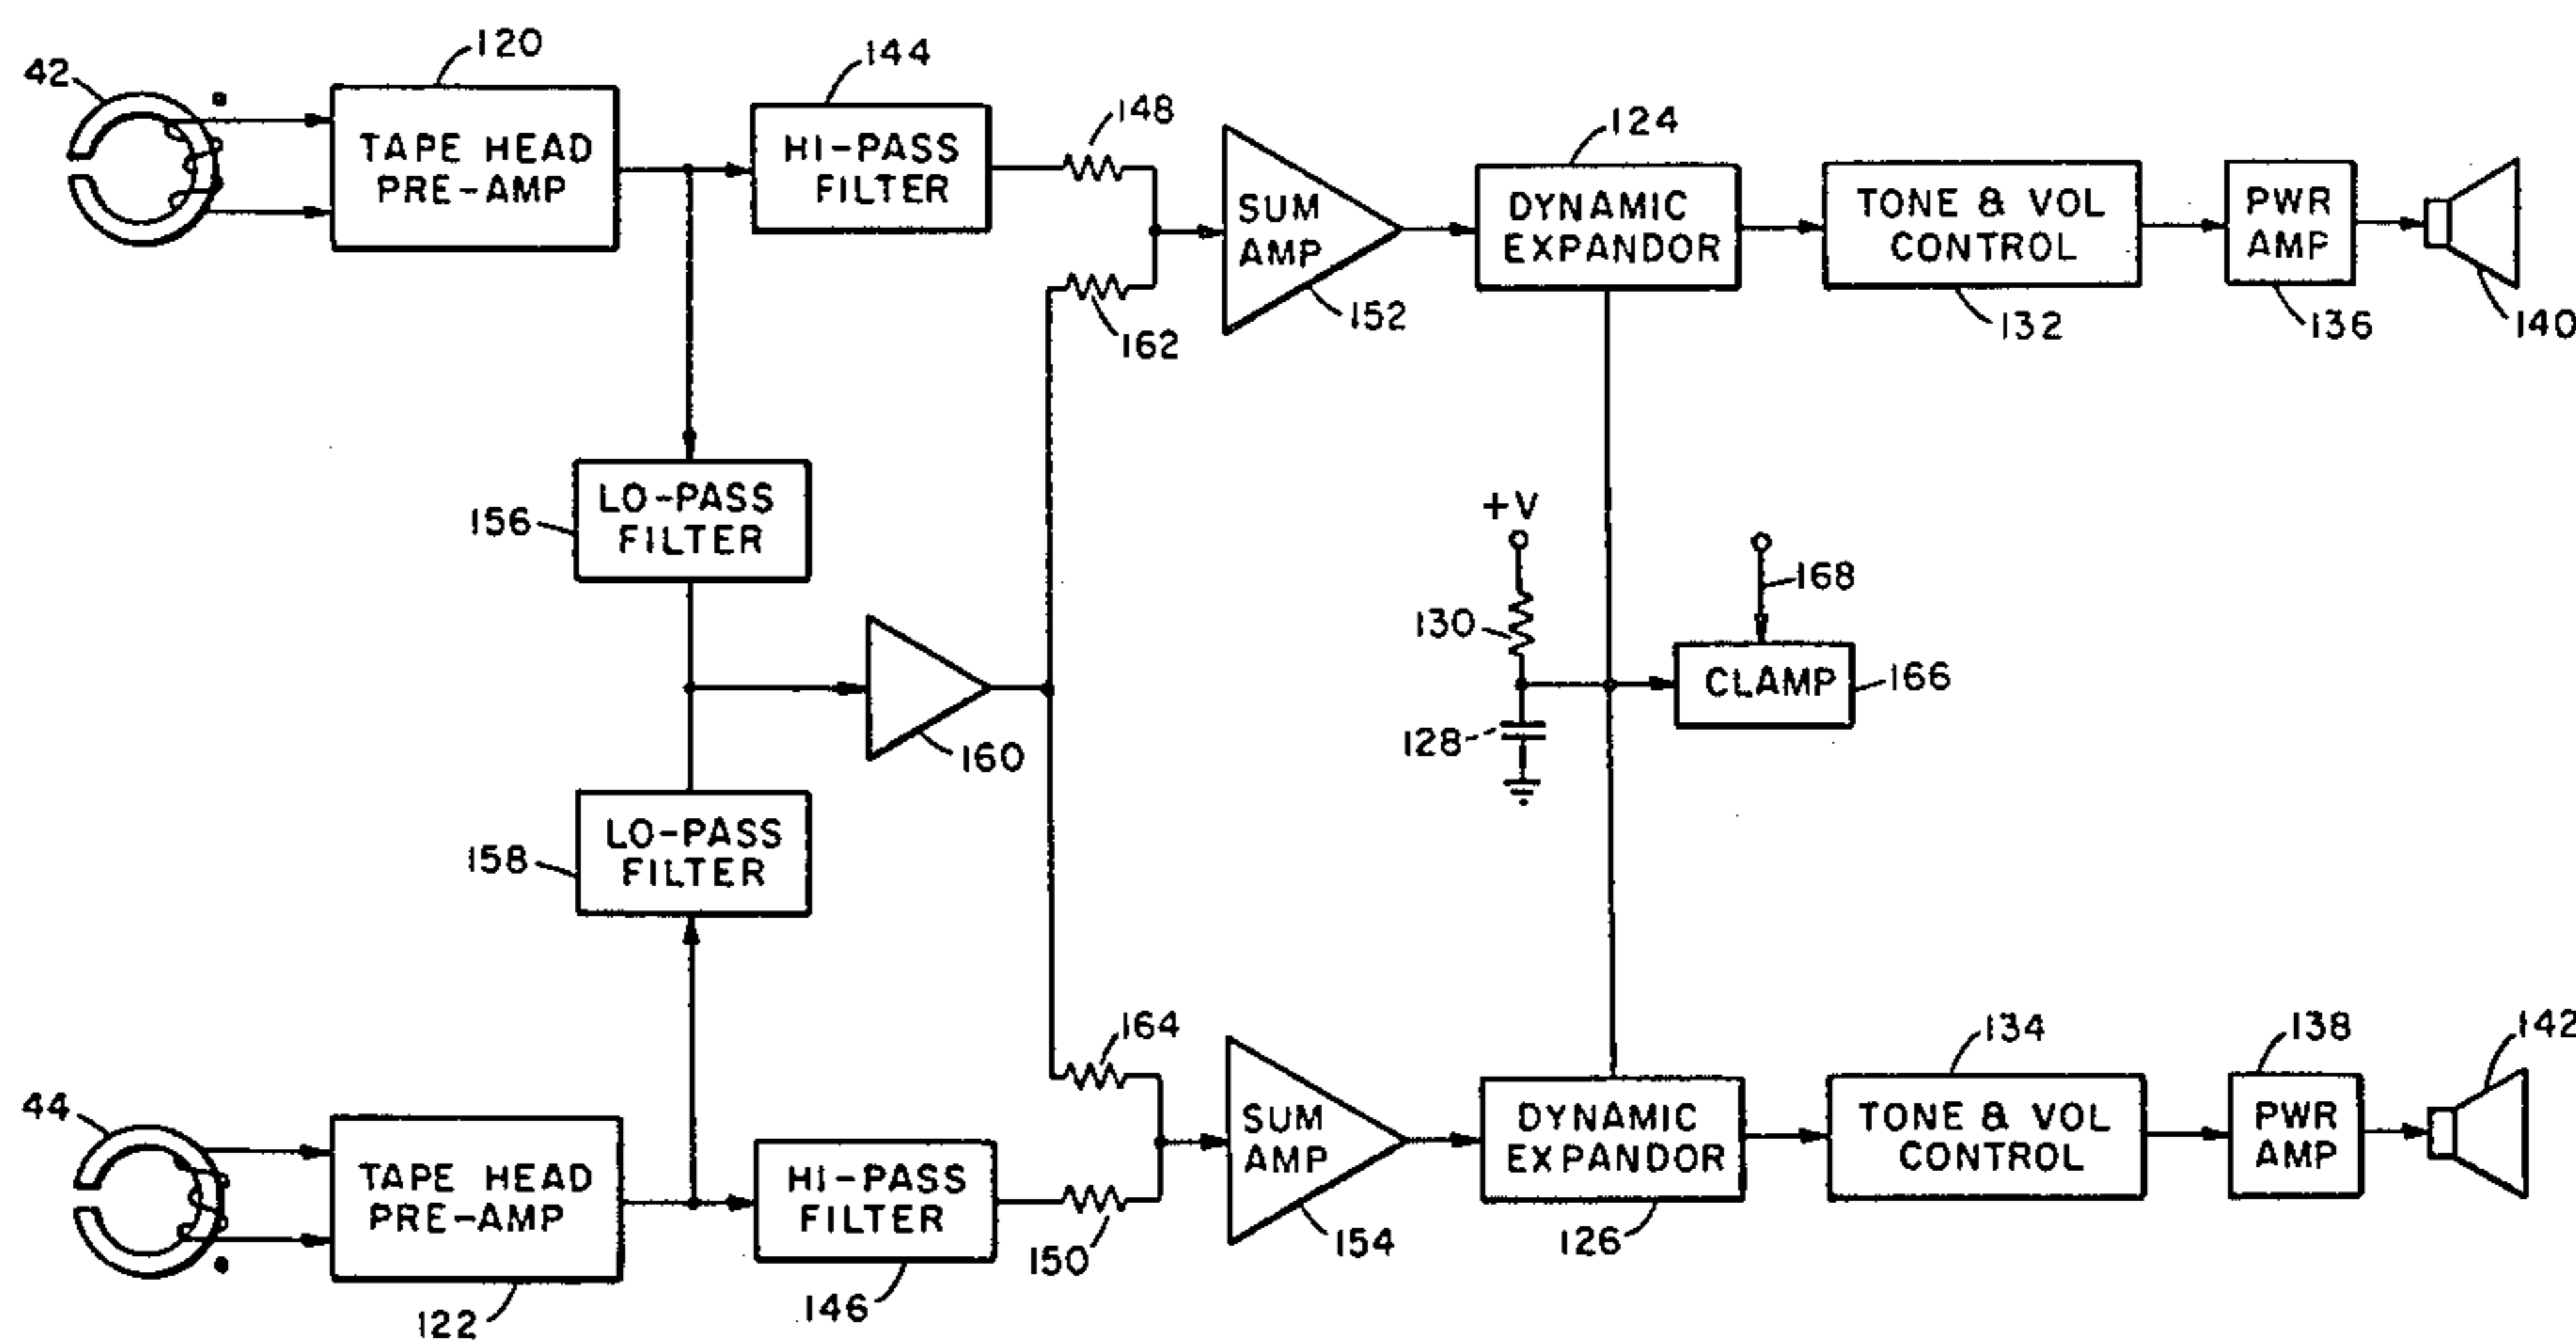 42
120
TAPE HEAD
PRE-AMP
144
HI-PASS
FILTER
148
162
SUM
AMP
152
124
DYNAMIC
EXPANDOR
TONE & VOL
CONTROL
132
PWR
AMP
136
140
156
LO-PASS
FILTER
160
158
LO-PASS
FILTER
+V
130
128
168
CLAMP
166
44
TAPE HEAD
PRE-AMP
122
HI-PASS
FILTER
146
164
150
SUM
AMP
154
DYNAMIC
EXPANDOR
126
134
TONE & VOL
CONTROL
138
PWR
AMP
142